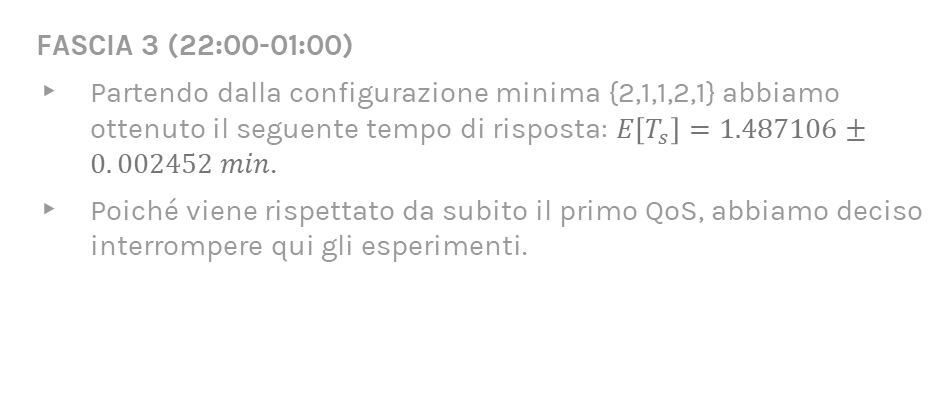 FASCIA 3 (22:00-01:00)
▸ Partendo dalla configurazione minima {2,1,1,2,1} abbiamo
ottenuto il seguente tempo di risposta: E[Tₛ] = 1.487106 ±
0.002452 min.
▸ Poiché viene rispettato da subito il primo QoS, abbiamo deciso
interrompere qui gli esperimenti.